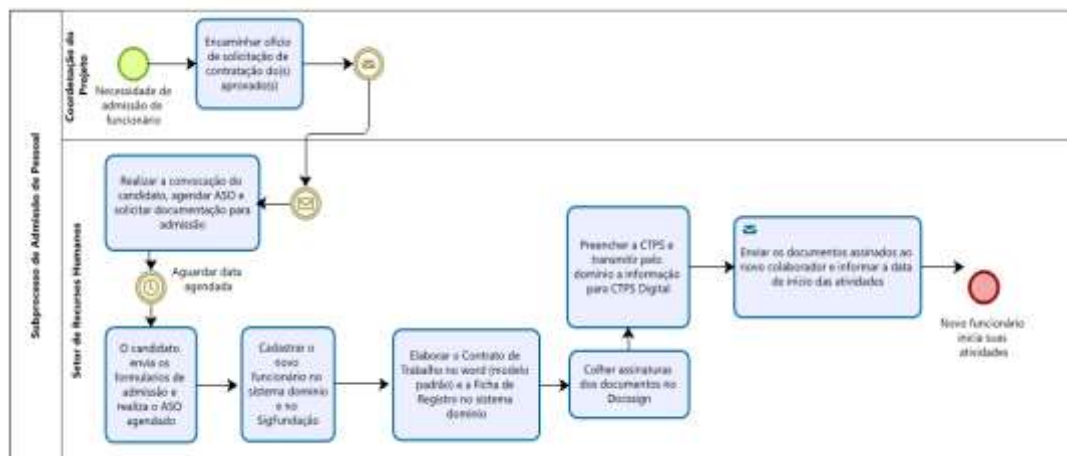 Subprocesso de Admissão de Pessoal
Coordenação do
Projeto
Necessidade de
admissão de
funcionário
Encaminhar ofício
de solicitação de
contratação do(s)
aprovado(s)
Setor de Recursos Humanos
Realizar a convocação do
candidato, agendar ASO e
solicitar documentação para
admissão
Aguardar data
agendada
O candidato
envia os
formulários de
admissão e
realiza o ASO
agendado
Cadastrar o
novo
funcionário no
sistema domínio
e no
SigFundação
Elaborar o Contrato de
Trabalho no word (modelo
padrão) e a Ficha de
Registro no sistema
domínio
Colher assinaturas
dos documentos no
Docusign
Preencher a CTPS e
transmitir pelo
domínio a informação
para CTPS Digital
Enviar os documentos assinados ao
novo colaborador e informar a data
do início das atividades
Novo funcionário
inicia suas
atividades